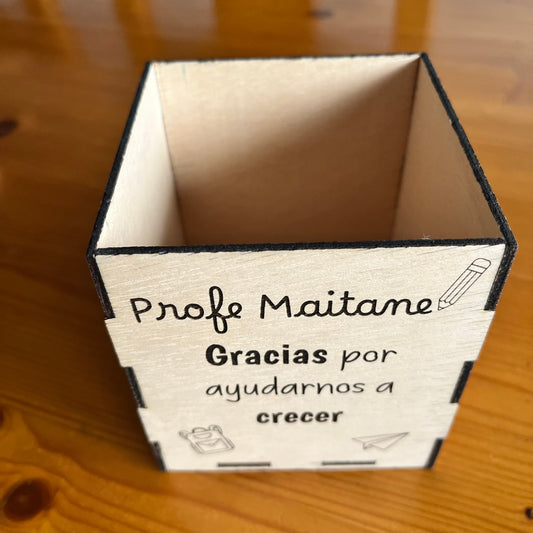 Profe Maitane
Gracias por
ayudarnos a
crecer